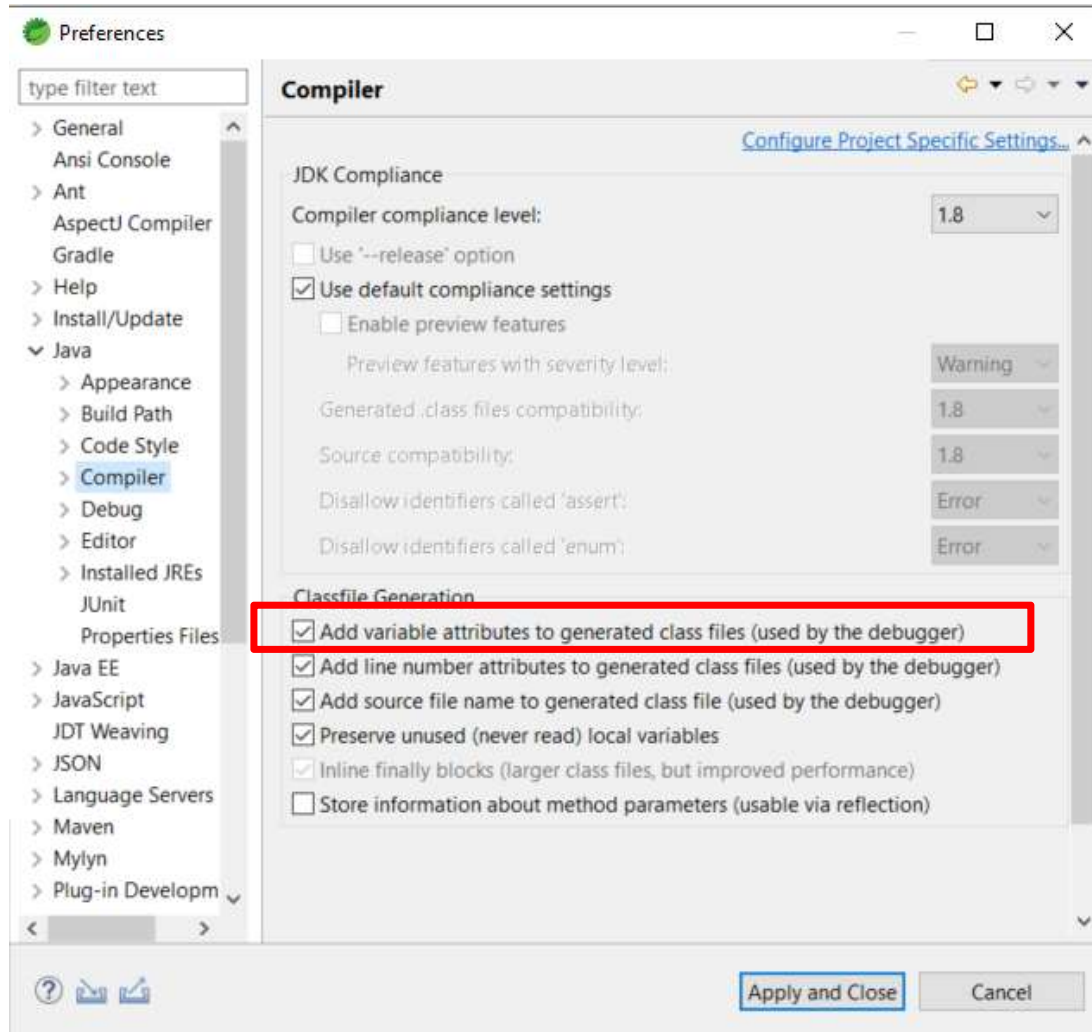 Preferences
type filter text
General
Ansi Console
Ant
AspectJ Compiler
Gradle
Help
Install/Update
Java
Appearance
Build Path
Code Style
Compiler
Debug
Editor
Installed JREs
JUnit
Properties Files
Java EE
JavaScript
JDT Weaving
JSON
Language Servers
Maven
Mylyn
Plug-in Developm
Compiler
Configure Project Specific Settings...
JDK Compliance
Compiler compliance level: 1.8
Use '--release' option
Use default compliance settings
Enable preview features
Preview features with severity level: Warning
Generated .class files compatibility: 1.8
Source compatibility: 1.8
Disallow identifiers called 'assert': Error
Disallow identifiers called 'enum': Error
Classfile Generation
Add variable attributes to generated class files (used by the debugger)
Add line number attributes to generated class files (used by the debugger)
Add source file name to generated class file (used by the debugger)
Preserve unused (never read) local variables
Inline finally blocks (larger class files, but improved performance)
Store information about method parameters (usable via reflection)
Apply and Close
Cancel